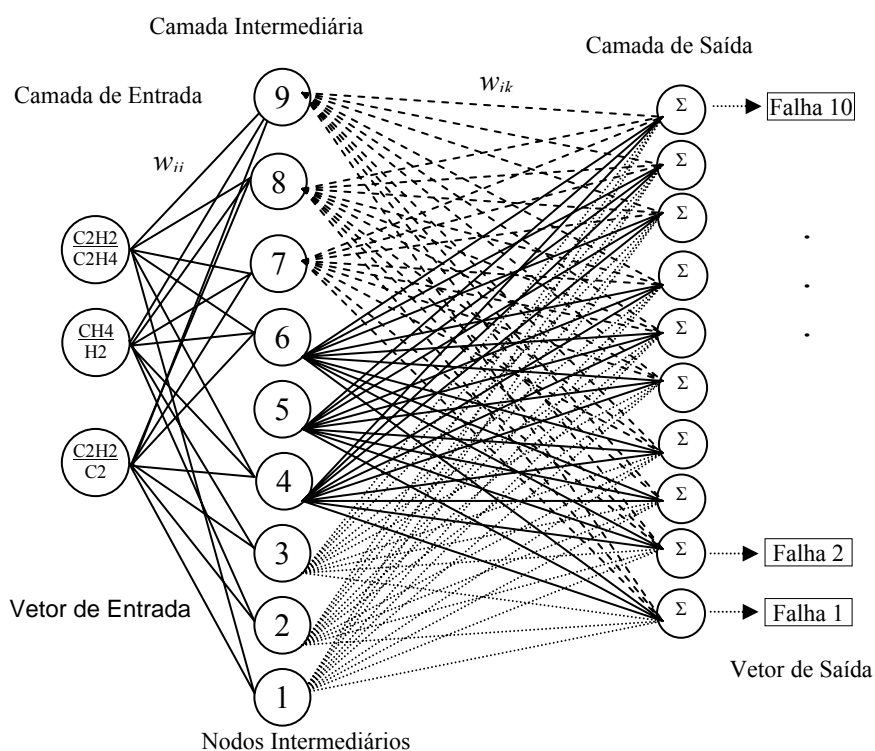 Camada Intermediária
Camada de Saída
Camada de Entrada
w_ik
w_ii
9
8
7
6
5
4
3
2
1
C2H2
C2H4
CH4
H2
C2H2
C2
Σ
Σ
Σ
Σ
Σ
Σ
Σ
Σ
Σ
Σ
Falha 10
.
.
.
Falha 2
Falha 1
Vetor de Entrada
Vetor de Saída
Nodos Intermediários